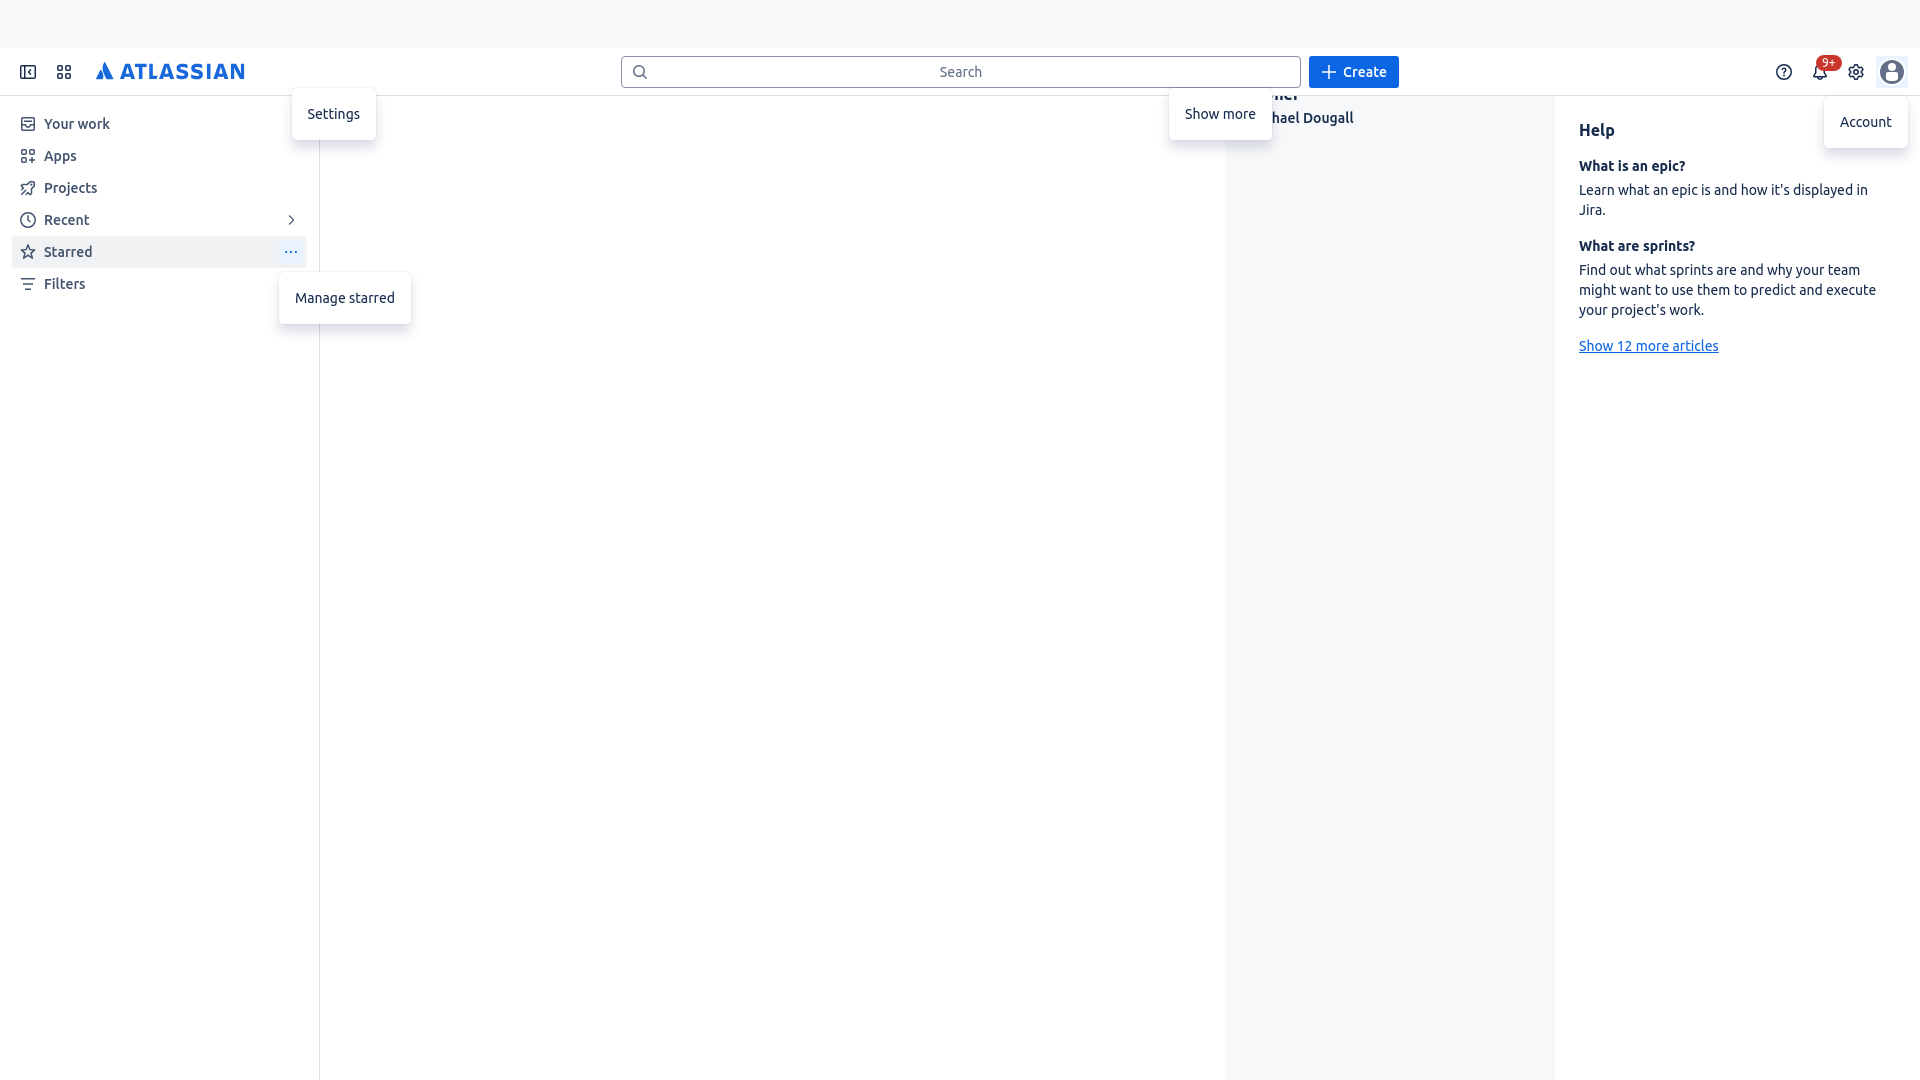 ATLASSIAN
Search
Create
9+
Your work
Apps
Projects
Recent
Starred
Filters
Settings
Manage starred
Show more
hael Dougall
Account
Help
What is an epic?
Learn what an epic is and how it's displayed in
Jira.
What are sprints?
Find out what sprints are and why your team
might want to use them to predict and execute
your project's work.
Show 12 more articles